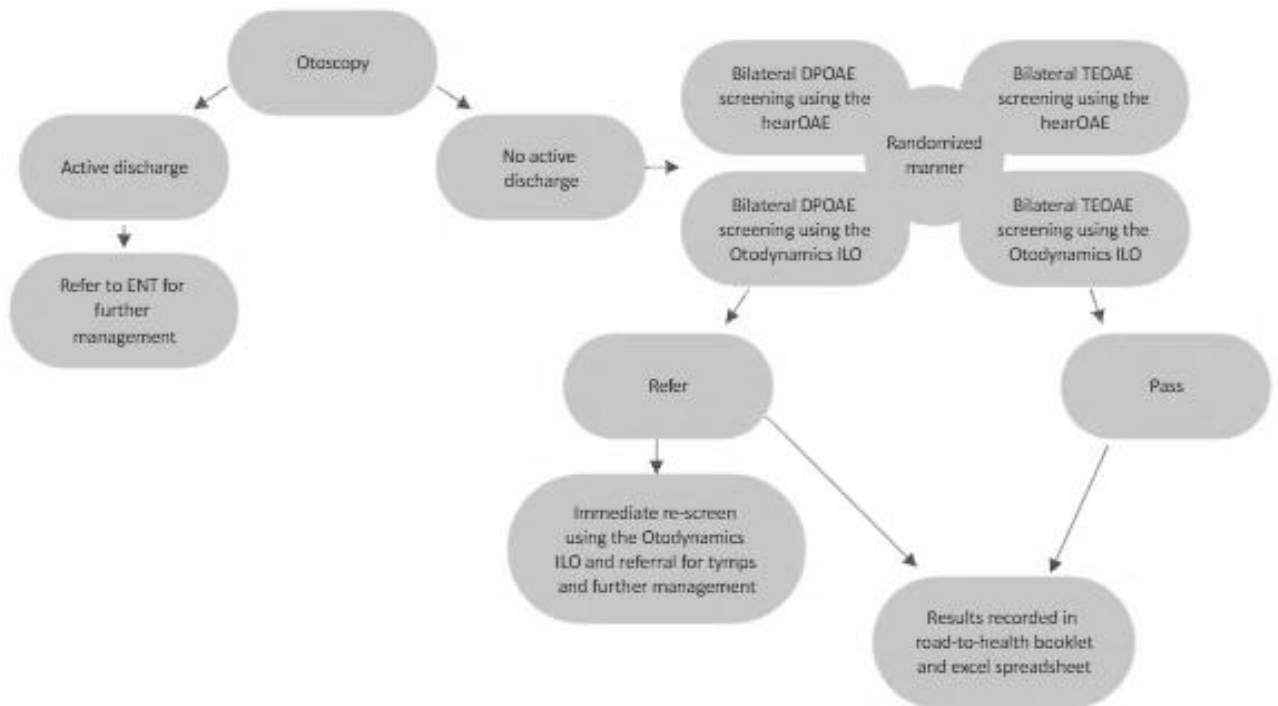 Otoscopy
Active discharge
Refer to ENT for
further
management
No active
discharge
Bilateral DPOAE
screening using the
hearOAE
Bilateral TEOAE
screening using the
hearOAE
Randomized
manner
Bilateral DPOAE
screening using the
Otodynamics ILO
Bilateral TEOAE
screening using the
Otodynamics ILO
Refer
Pass
Immediate re-screen
using the Otodynamics
ILO and referral for tymps
and further management
Results recorded in
road-to-health booklet
and excel spreadsheet